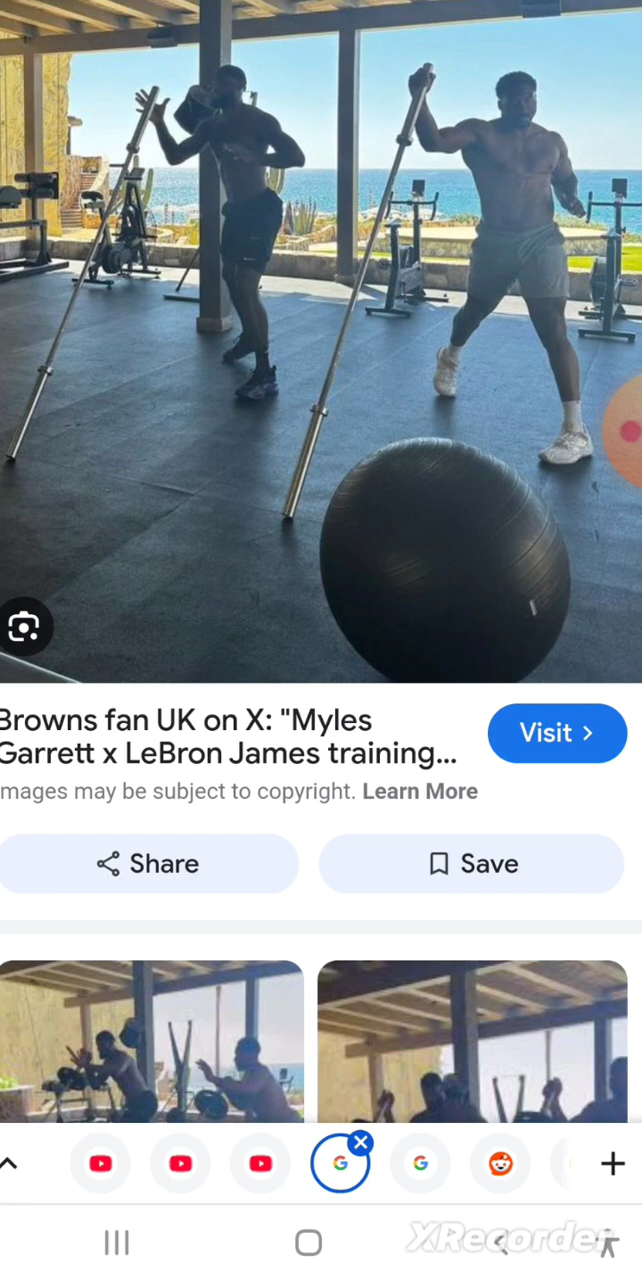 Browns fan UK on X: "Myles
Garrett x LeBron James training...
Visit >
mages may be subject to copyright. Learn More
Share
Save
XRecorder